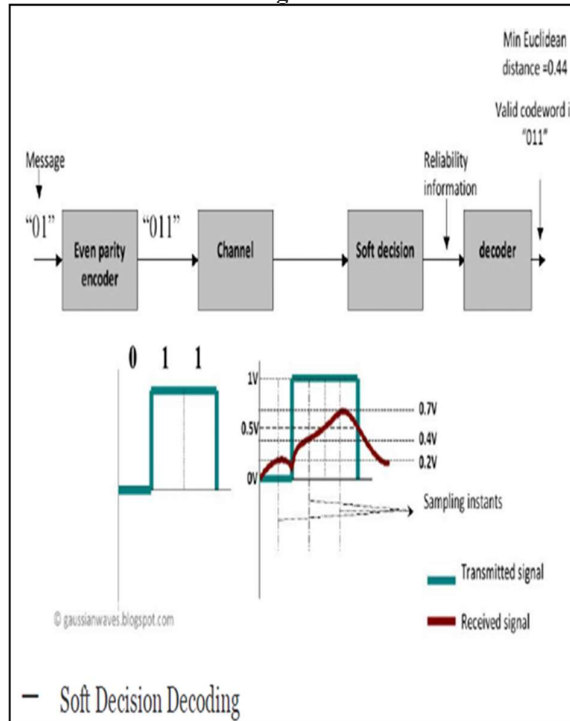 Min Euclidean
distance =0.44
Valid codeword i
"011"
Message
Reliability
information
"01"
"011"
Even parity
encoder
Channel
Soft decision
decoder
0 1 1
1V
0.7V
0.5V
0.4V
0.2V
0V
Sampling instants
Transmitted signal
Received signal
© gaussianwaves.blogspot.com
– Soft Decision Decoding